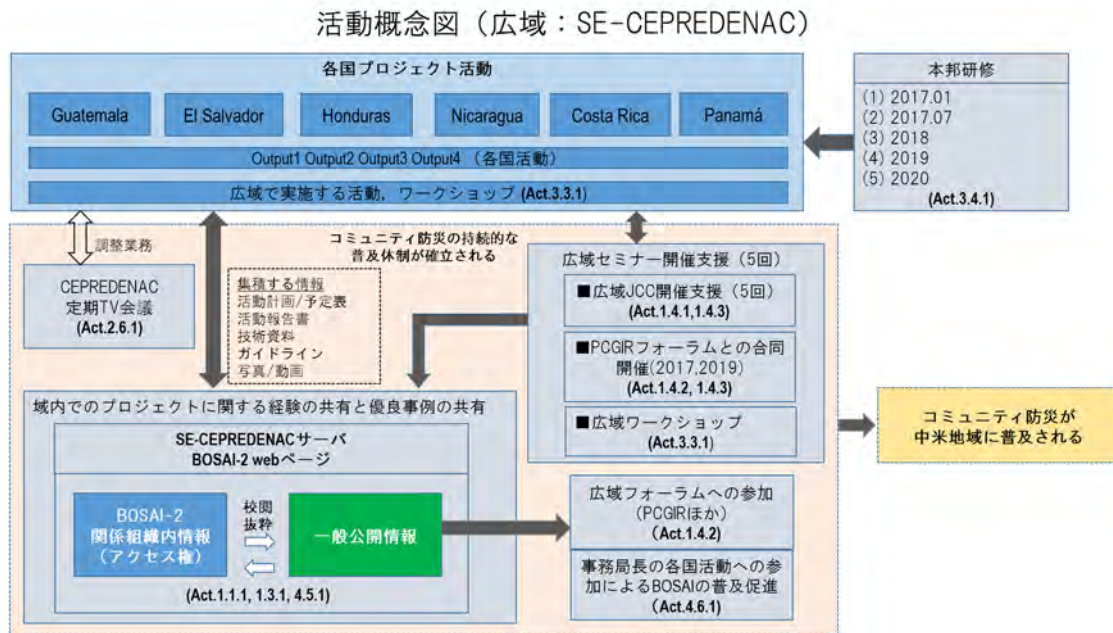 活動概念図（広域：SE-CEPREDENAC）
各国プロジェクト活動
Guatemala
El Salvador
Honduras
Nicaragua
Costa Rica
Panamá
Output1 Output2 Output3 Output4 （各国活動）
広域で実施する活動，ワークショップ (Act.3.3.1)
本邦研修
(1) 2017.01
(2) 2017.07
(3) 2018
(4) 2019
(5) 2020
(Act.3.4.1)
調整業務
コミュニティ防災の持続的な
普及体制が確立される
CEPREDENAC
定期TV会議
(Act.2.6.1)
集積する情報
活動計画/予定表
活動報告書
技術資料
ガイドライン
写真/動画
広域セミナー開催支援（5回）
■広域JCC開催支援（5回）
(Act.1.4.1,1.4.3)
■PCGIRフォーラムとの合同
開催(2017,2019)
(Act.1.4.2, 1.4.3)
■広域ワークショップ
(Act.3.3.1)
域内でのプロジェクトに関する経験の共有と優良事例の共有
SE-CEPREDENACサーバ
BOSAI-2 webページ
BOSAI-2
関係組織内情報
（アクセス権）
校閲
抜粋
一般公開情報
(Act.1.1.1, 1.3.1, 4.5.1)
コミュニティ防災が
中米地域に普及される
広域フォーラムへの参加
(PCGIRほか)
(Act.1.4.2)
事務局長の各国活動への参
加によるBOSAIの普及促進
(Act.4.6.1)